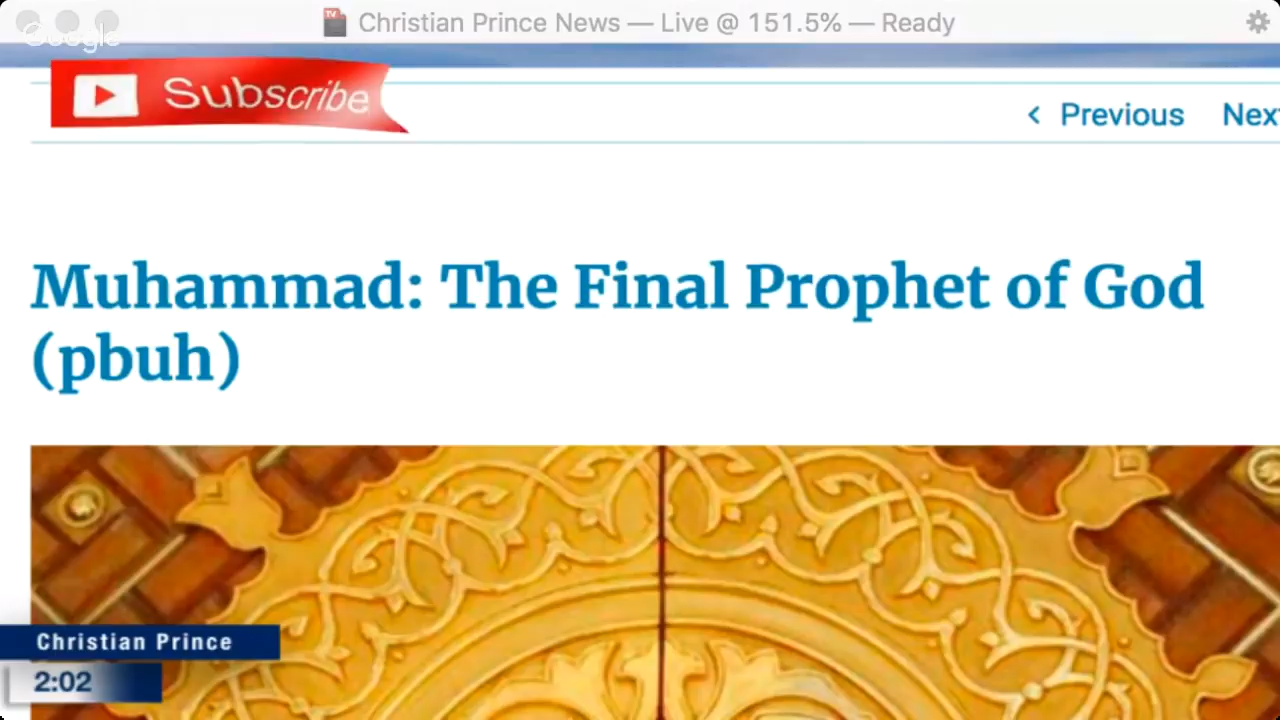 Christian Prince News — Live @ 151.5% — Ready
Google
Subscribe
< Previous Nex
Muhammad: The Final Prophet of God
(pbuh)
Christian Prince
2:02